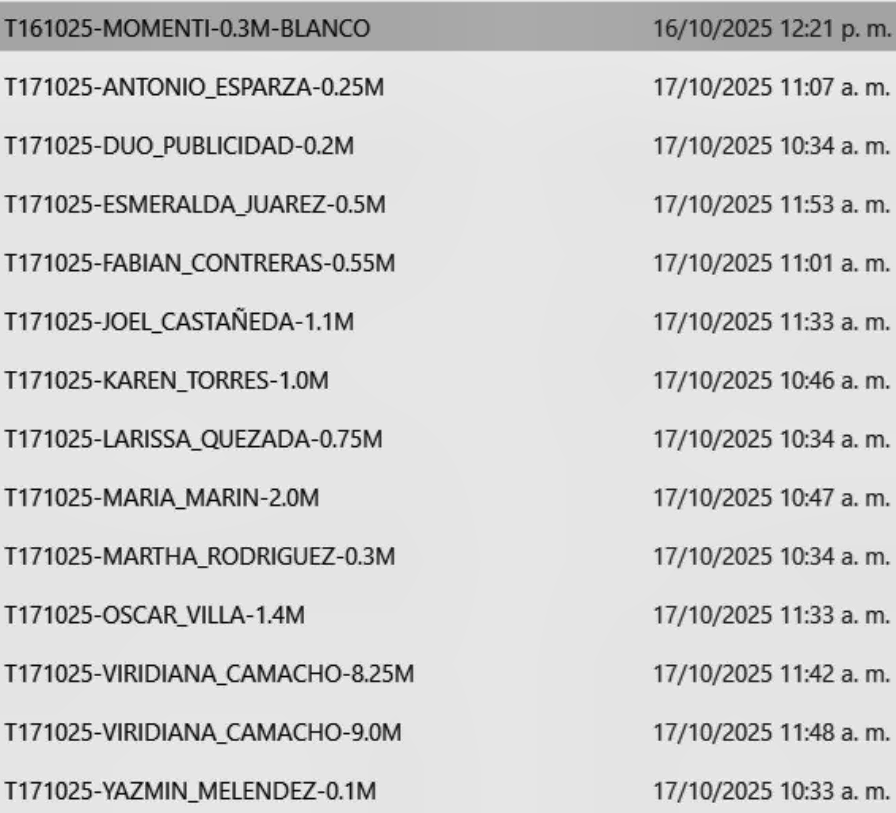 T161025-MOMENTI-0.3M-BLANCO 16/10/2025 12:21 p. m.
T171025-ANTONIO_ESPARZA-0.25M 17/10/2025 11:07 a. m.
T171025-DUO_PUBLICIDAD-0.2M 17/10/2025 10:34 a. m.
T171025-ESMERALDA_JUAREZ-0.5M 17/10/2025 11:53 a. m.
T171025-FABIAN_CONTRERAS-0.55M 17/10/2025 11:01 a. m.
T171025-JOEL_CASTAÑEDA-1.1M 17/10/2025 11:33 a. m.
T171025-KAREN_TORRES-1.0M 17/10/2025 10:46 a. m.
T171025-LARISSA_QUEZADA-0.75M 17/10/2025 10:34 a. m.
T171025-MARIA_MARIN-2.0M 17/10/2025 10:47 a. m.
T171025-MARTHA_RODRIGUEZ-0.3M 17/10/2025 10:34 a. m.
T171025-OSCAR_VILLA-1.4M 17/10/2025 11:33 a. m.
T171025-VIRIDIANA_CAMACHO-8.25M 17/10/2025 11:42 a. m.
T171025-VIRIDIANA_CAMACHO-9.0M 17/10/2025 11:48 a. m.
T171025-YAZMIN_MELENDEZ-0.1M 17/10/2025 10:33 a. m.